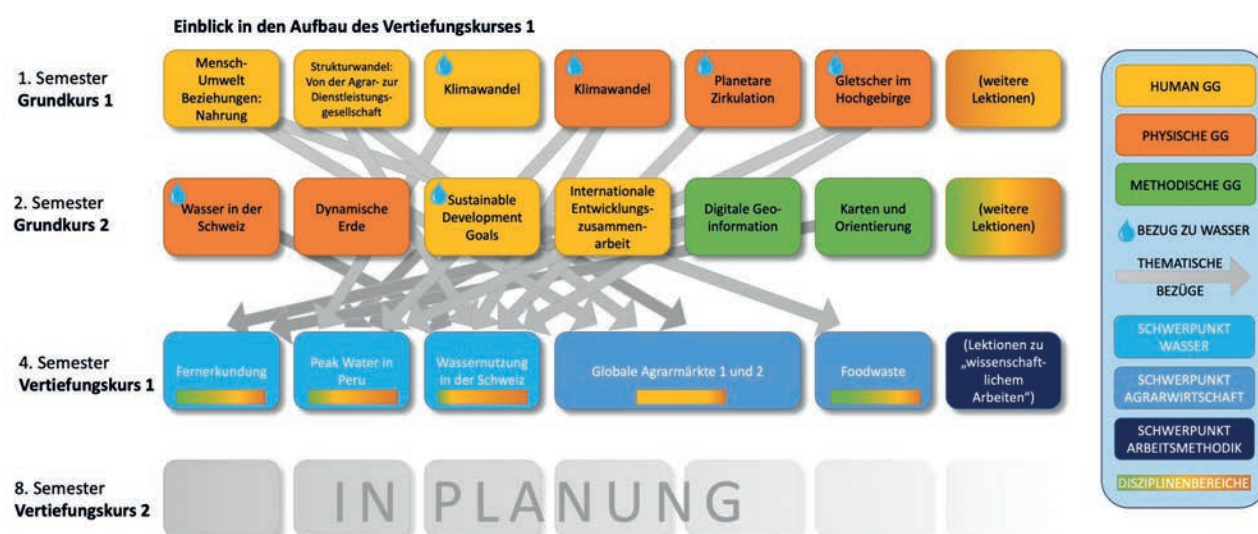 Einblick in den Aufbau des Vertiefungskurses 1
1. Semester
Grundkurs 1
Mensch-
Umwelt
Beziehungen:
Nahrung
Strukturwandel:
Von der Agrar- zur
Dienstleistungs-
gesellschaft
Klimawandel
Klimawandel
Planetare
Zirkulation
Gletscher im
Hochgebirge
(weitere
Lektionen)
2. Semester
Grundkurs 2
Wasser in der
Schweiz
Dynamische
Erde
Sustainable
Development
Goals
Internationale
Entwicklungs-
zusammen-
arbeit
Digitale Geo-
information
Karten und
Orientierung
(weitere
Lektionen)
4. Semester
Vertiefungskurs 1
Fernerkundung
Peak Water in
Peru
Wassernutzung
in der Schweiz
Globale Agrarmärkte 1 und 2
Foodwaste
(Lektionen zu
„wissenschaft-
lichem
Arbeiten“)
8. Semester
Vertiefungskurs 2
IN PLANUNG
HUMAN GG
PHYSISCHE GG
METHODISCHE GG
BEZUG ZU WASSER
THEMATISCHE
BEZÜGE
SCHWERPUNKT
WASSER
SCHWERPUNKT
AGRARWIRTSCHAFT
SCHWERPUNKT
ARBEITSMETHODIK
DISZIPLINENBEREICHE